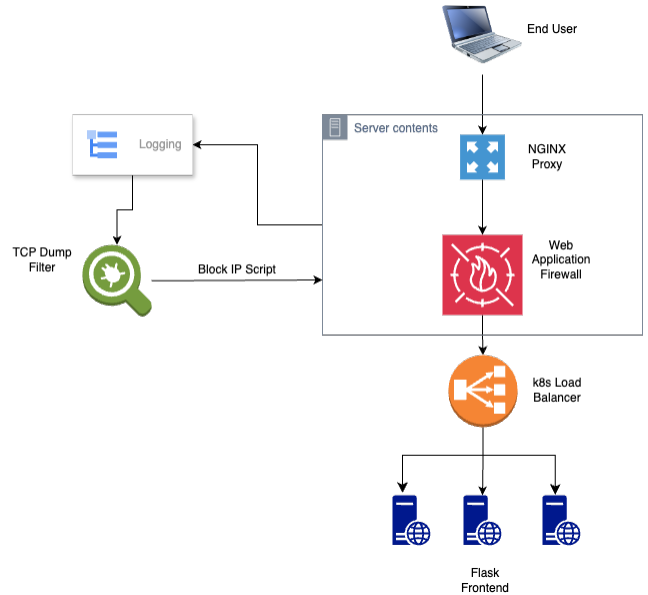 End User
Server contents
NGINX
Proxy
Logging
Web
Application
Firewall
TCP Dump
Filter
Block IP Script
k8s Load
Balancer
Flask
Frontend